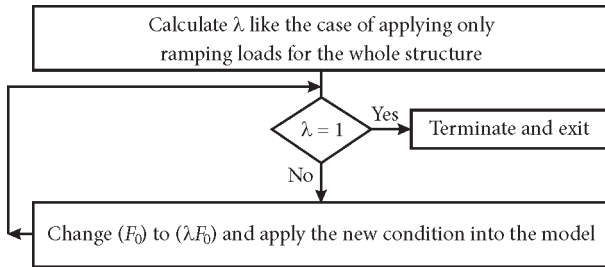 Calculate λ like the case of applying only
ramping loads for the whole structure
λ = 1
Yes
Terminate and exit
No
Change (F₀) to (λF₀) and apply the new condition into the model